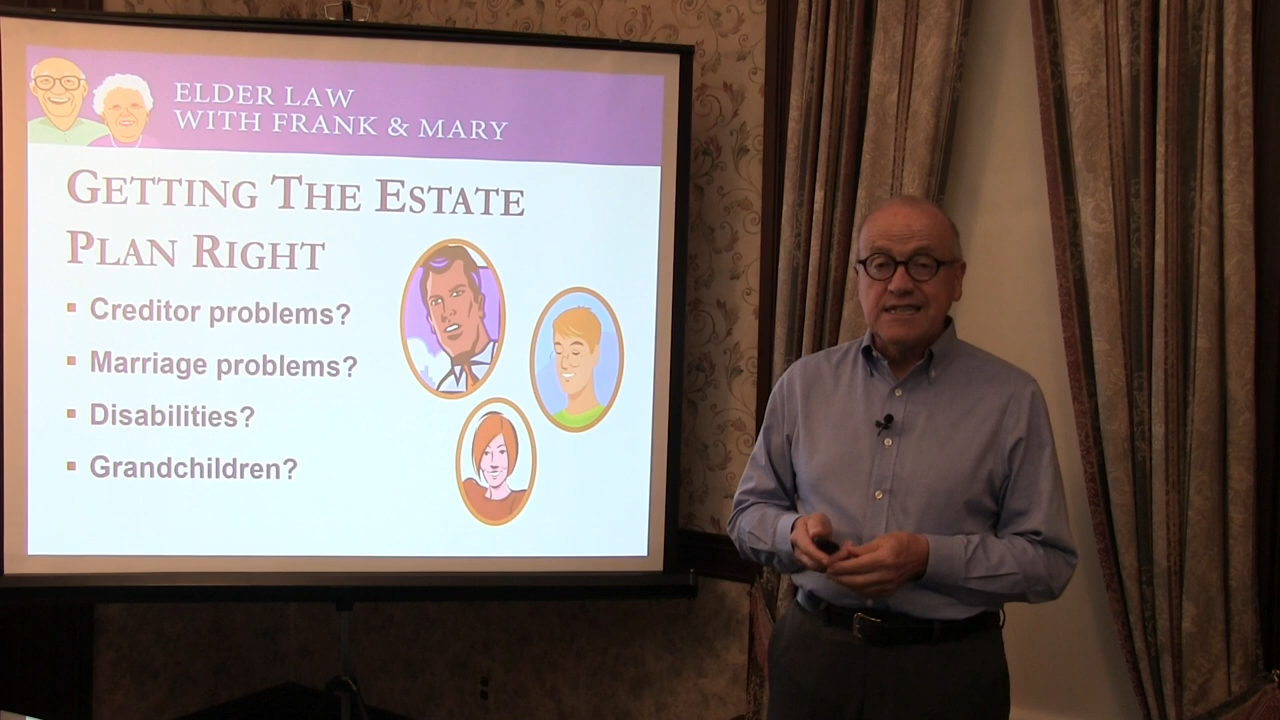 ELDER LAW
WITH FRANK & MARY
GETTING THE ESTATE
PLAN RIGHT
▪ Creditor problems?
▪ Marriage problems?
▪ Disabilities?
▪ Grandchildren?